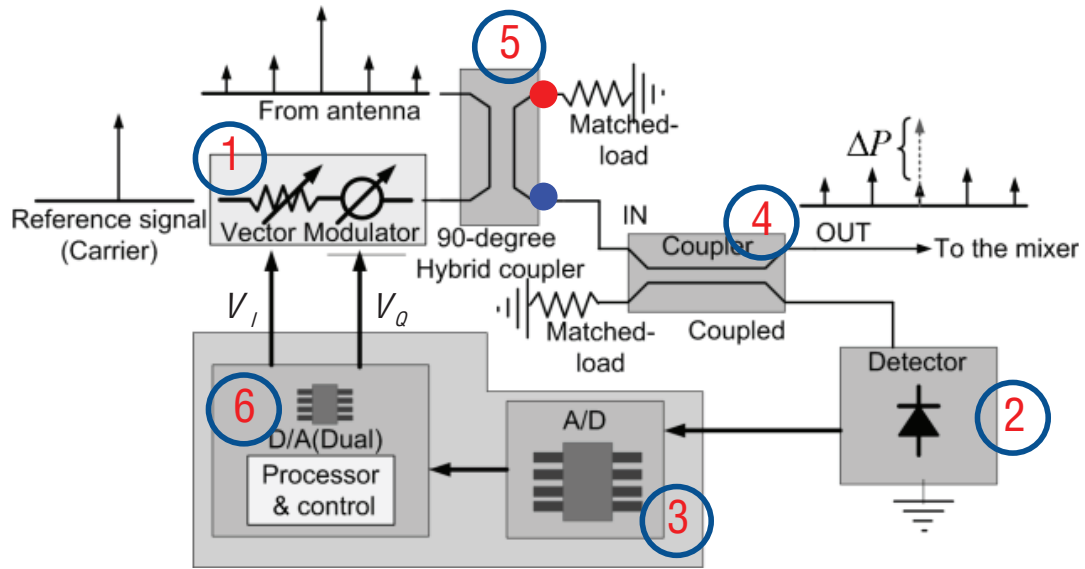 5
From antenna
Matched-
load
ΔP
1
Reference signal
(Carrier)
Vector Modulator
90-degree
Hybrid coupler
IN
4
Coupler
OUT
To the mixer
V_I
V_Q
Matched-
load
Coupled
Detector
2
6
D/A(Dual)
Processor
& control
A/D
3